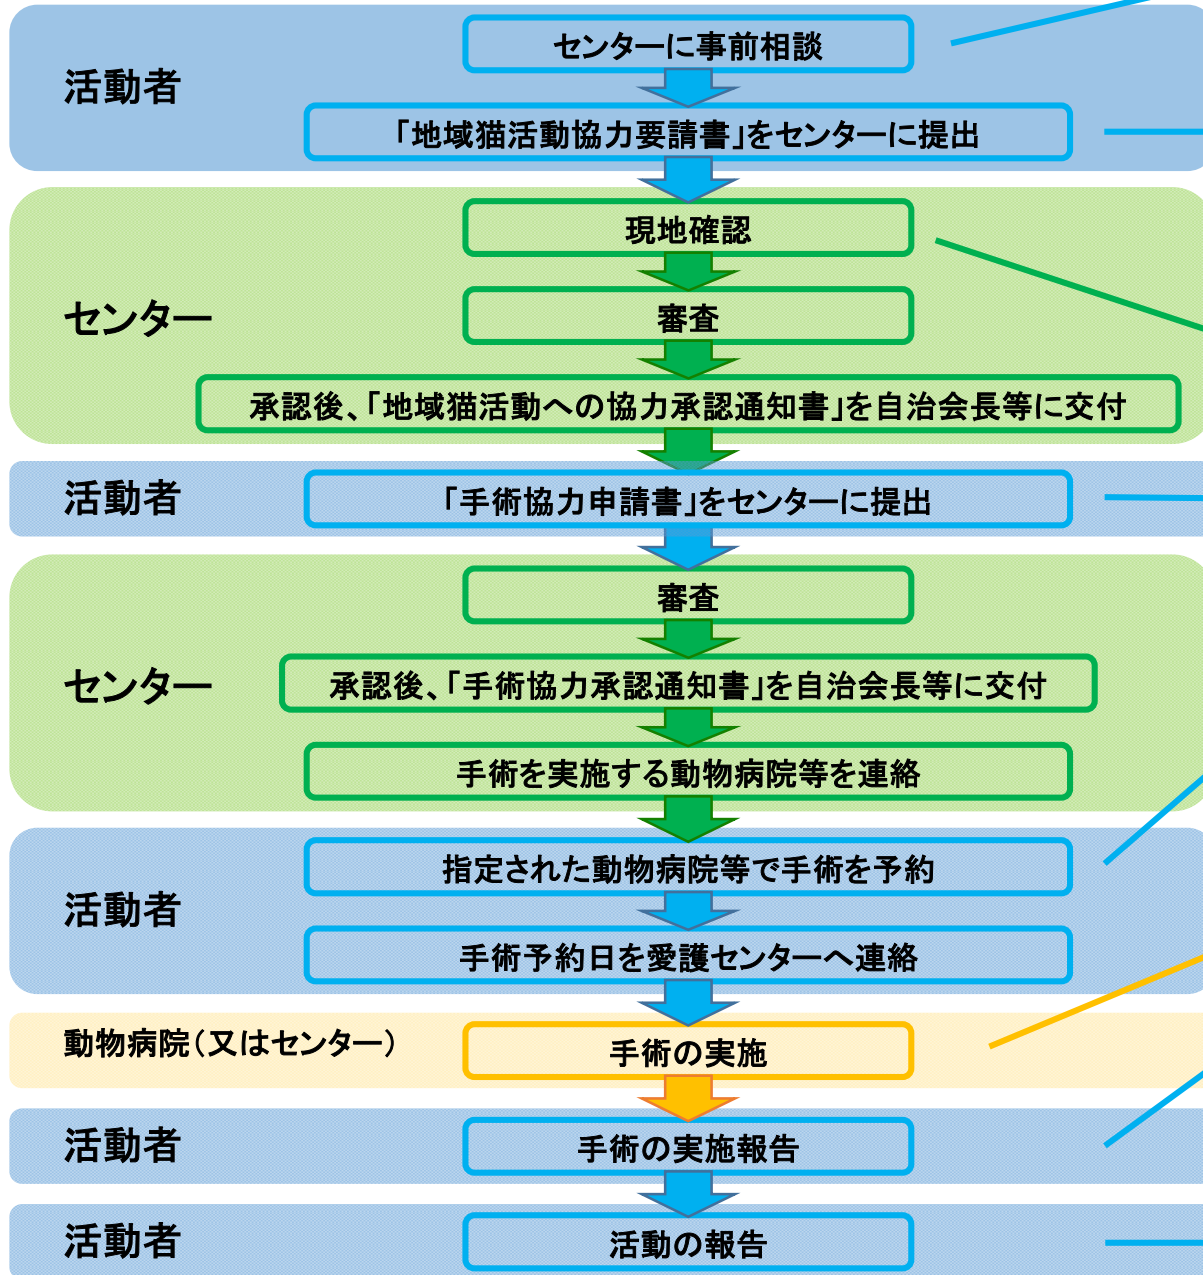 活動者
センターに事前相談
「地域猫活動協力要請書」をセンターに提出
センター
現地確認
審査
承認後、「地域猫活動への協力承認通知書」を自治会長等に交付
活動者
「手術協力申請書」をセンターに提出
センター
審査
承認後、「手術協力承認通知書」を自治会長等に交付
手術を実施する動物病院等を連絡
活動者
指定された動物病院等で手術を予約
手術予約日を愛護センターへ連絡
動物病院(又はセンター)
手術の実施
活動者
手術の実施報告
活動者
活動の報告